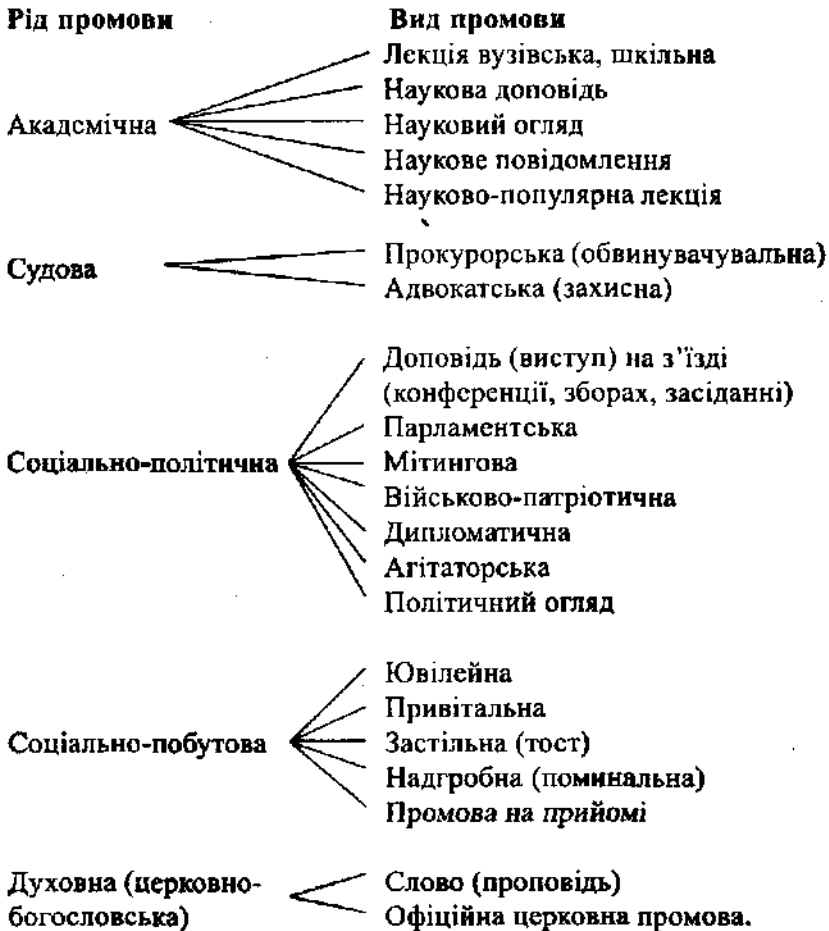 Рід промови Вид промови
Лекція вузівська, шкільна
Наукова доповідь
Академічна Науковий огляд
Наукове повідомлення
Науково-популярна лекція
Прокурорська (обвинувачувальна)
Судова
Адвокатська (захисна)
Доповідь (виступ) на з’їзді
(конференції, зборах, засіданні)
Парламентська
Соціально-політична Мітингова
Військово-патріотична
Дипломатична
Агітаторська
Політичний огляд
Ювілейна
Привітальна
Соціально-побутова Застільна (тост)
Надгробна (поминальна)
Промова на прийомі
Духовна (церковно- Слово (проповідь)
богословська) Офіційна церковна промова.